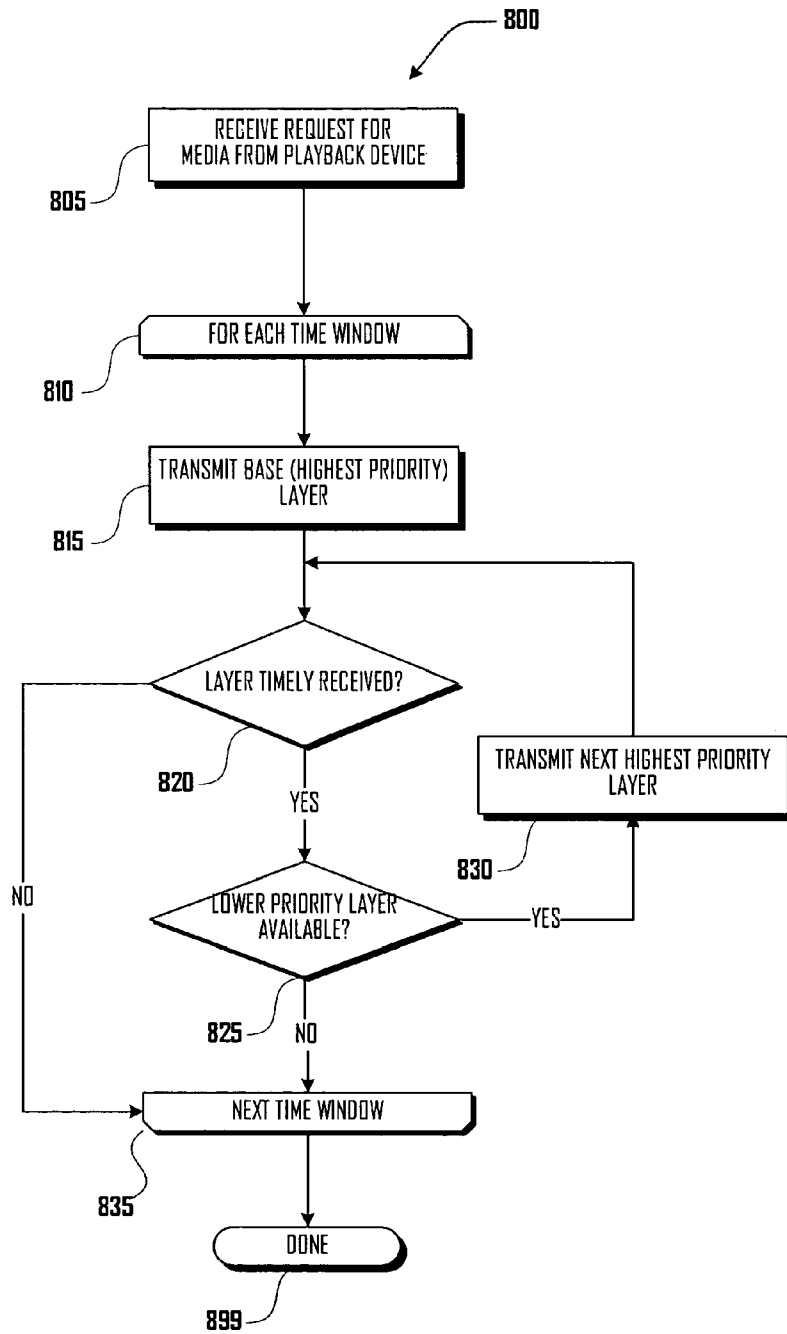 800
RECEIVE REQUEST FOR
MEDIA FROM PLAYBACK DEVICE
805
FOR EACH TIME WINDOW
810
TRANSMIT BASE (HIGHEST PRIORITY)
LAYER
815
LAYER TIMELY RECEIVED?
820
TRANSMIT NEXT HIGHEST PRIORITY
LAYER
830
YES
NO
LOWER PRIORITY LAYER
AVAILABLE?
YES
825
NO
NEXT TIME WINDOW
835
DONE
899